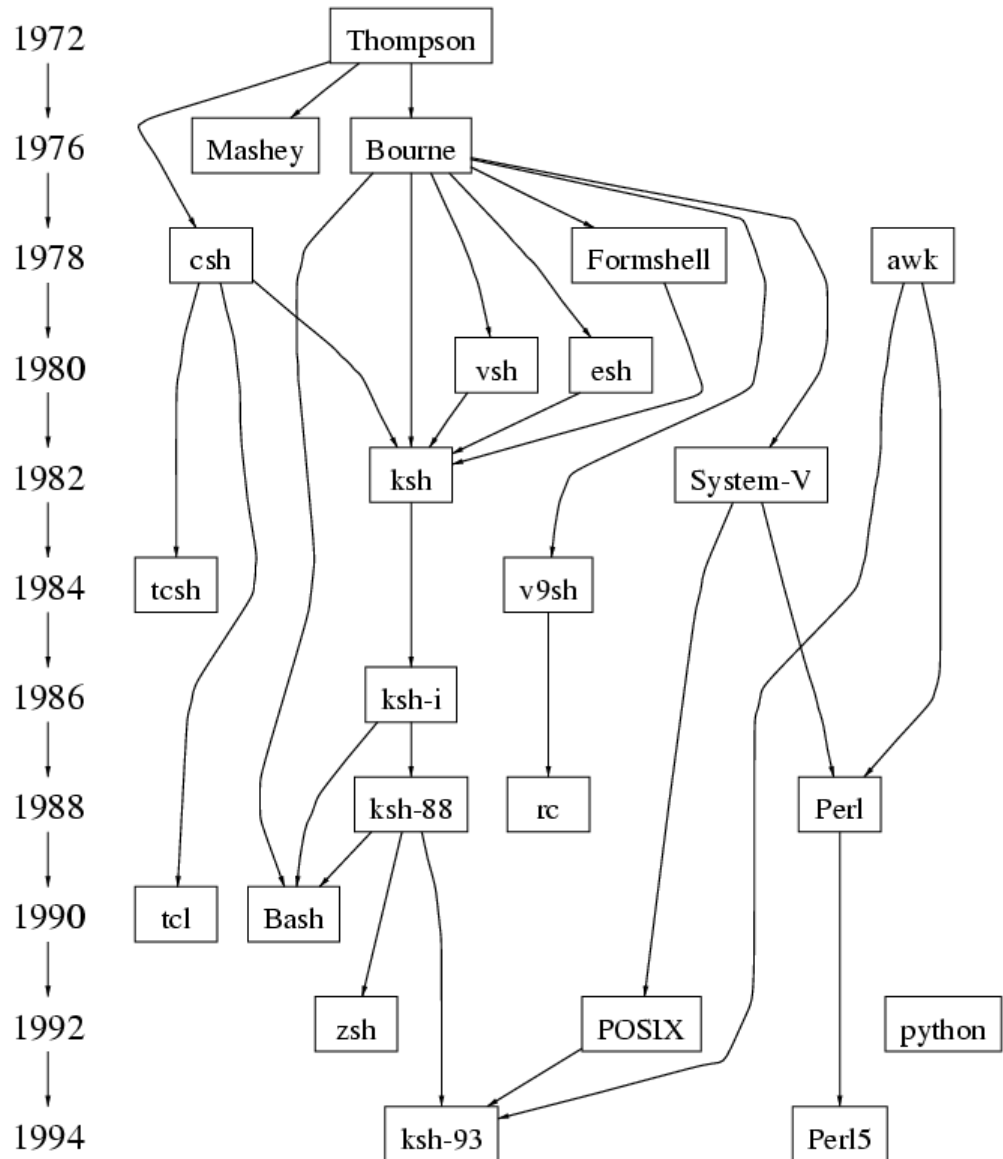 1972
Thompson
1976
Mashey
Bourne
1978
csh
Formshell
awk
1980
vsh
esh
1982
ksh
System-V
1984
tcsh
v9sh
1986
ksh-i
1988
ksh-88
rc
Perl
1990
tcl
Bash
1992
zsh
POSIX
python
1994
ksh-93
Perl5